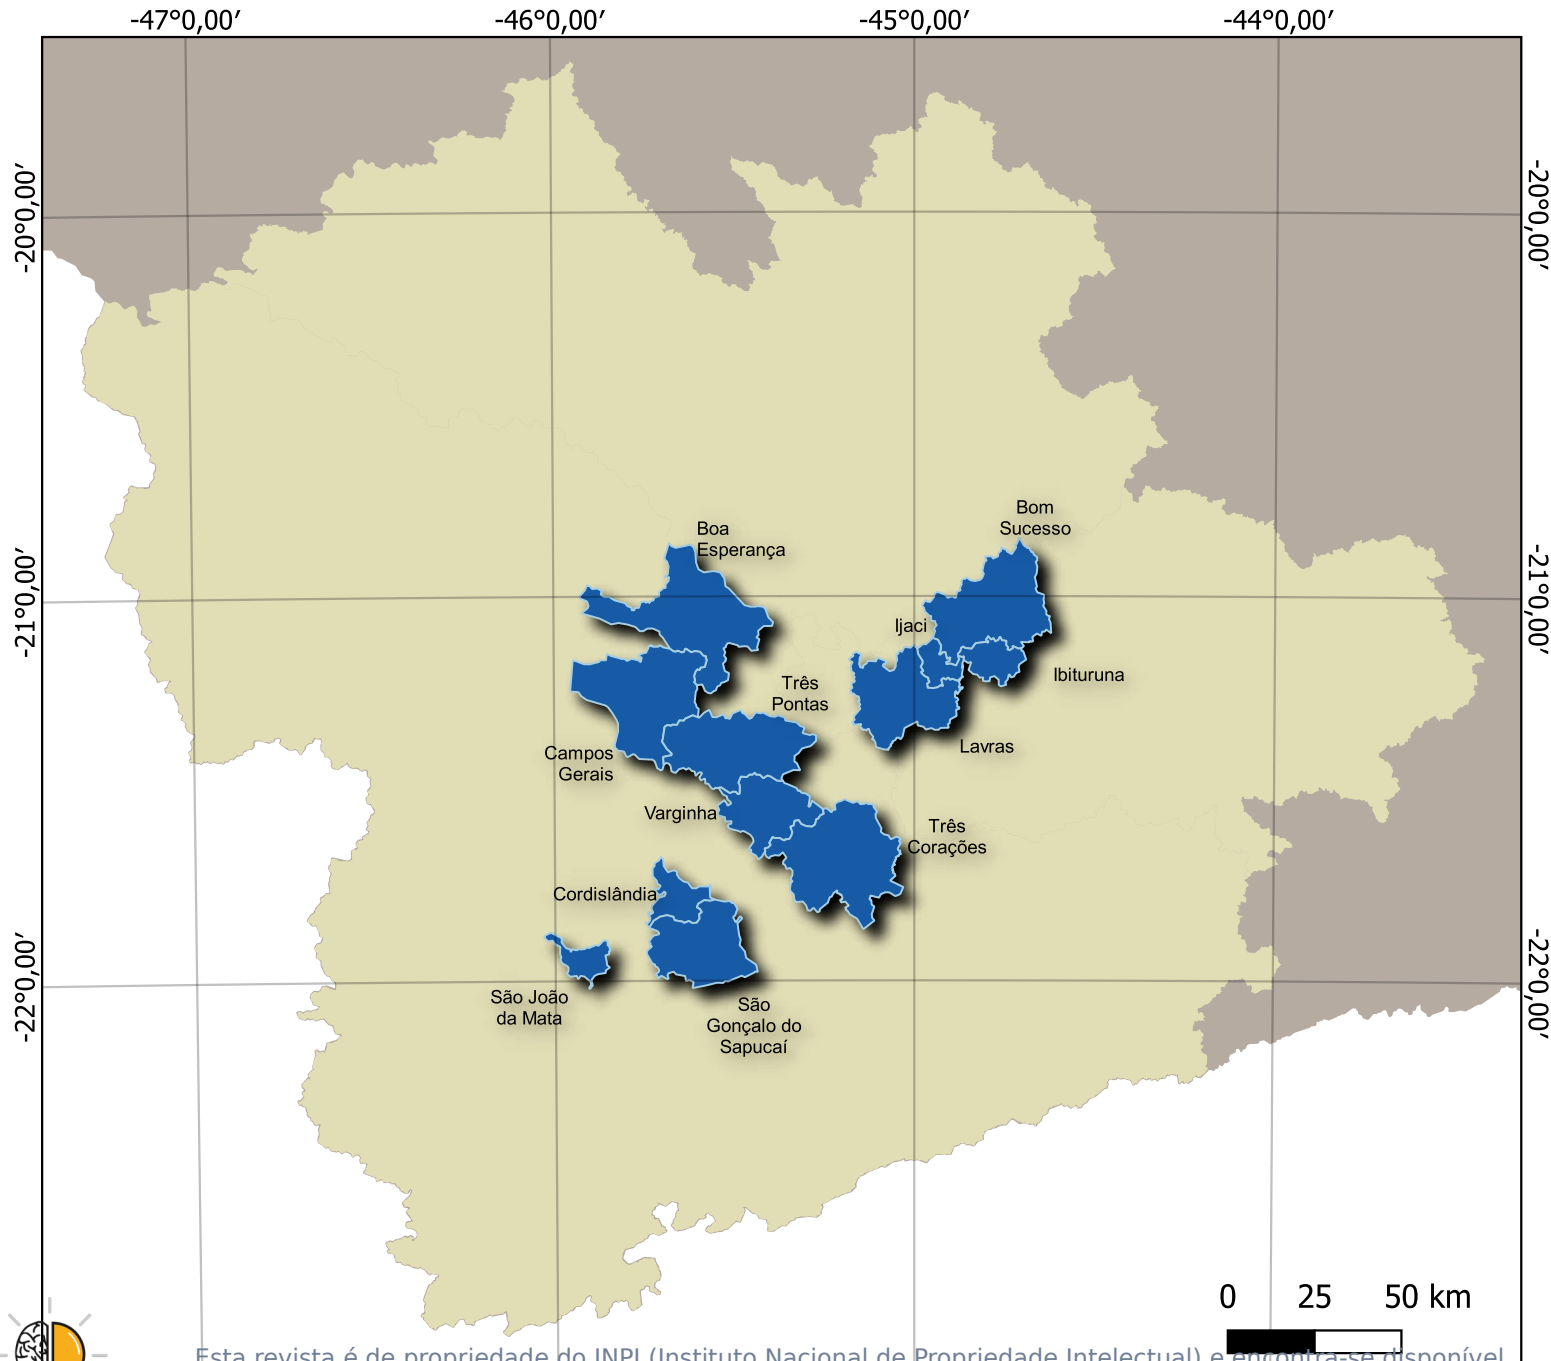 -47°0,00′
-46°0,00′
-45°0,00′
-44°0,00′
-20°0,00′
-20°0,00′
Boa
Esperança
Bom
Sucesso
-21°0,00′
-21°0,00′
Ijaci
Ibituruna
Três
Pontas
Lavras
Campos
Gerais
Varginha
Três
Corações
Cordislândia
-22°0,00′
-22°0,00′
São João
da Mata
São
Gonçalo do
Sapucaí
0 25 50 km
Esta revista é de propriedade do INPI (Instituto Nacional de Propriedade Intelectual) e encontra-se disponível